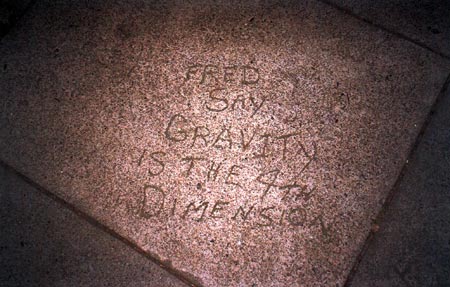 FRED
SAY
GRAVITY
IS THE 4TH
DIMENSION